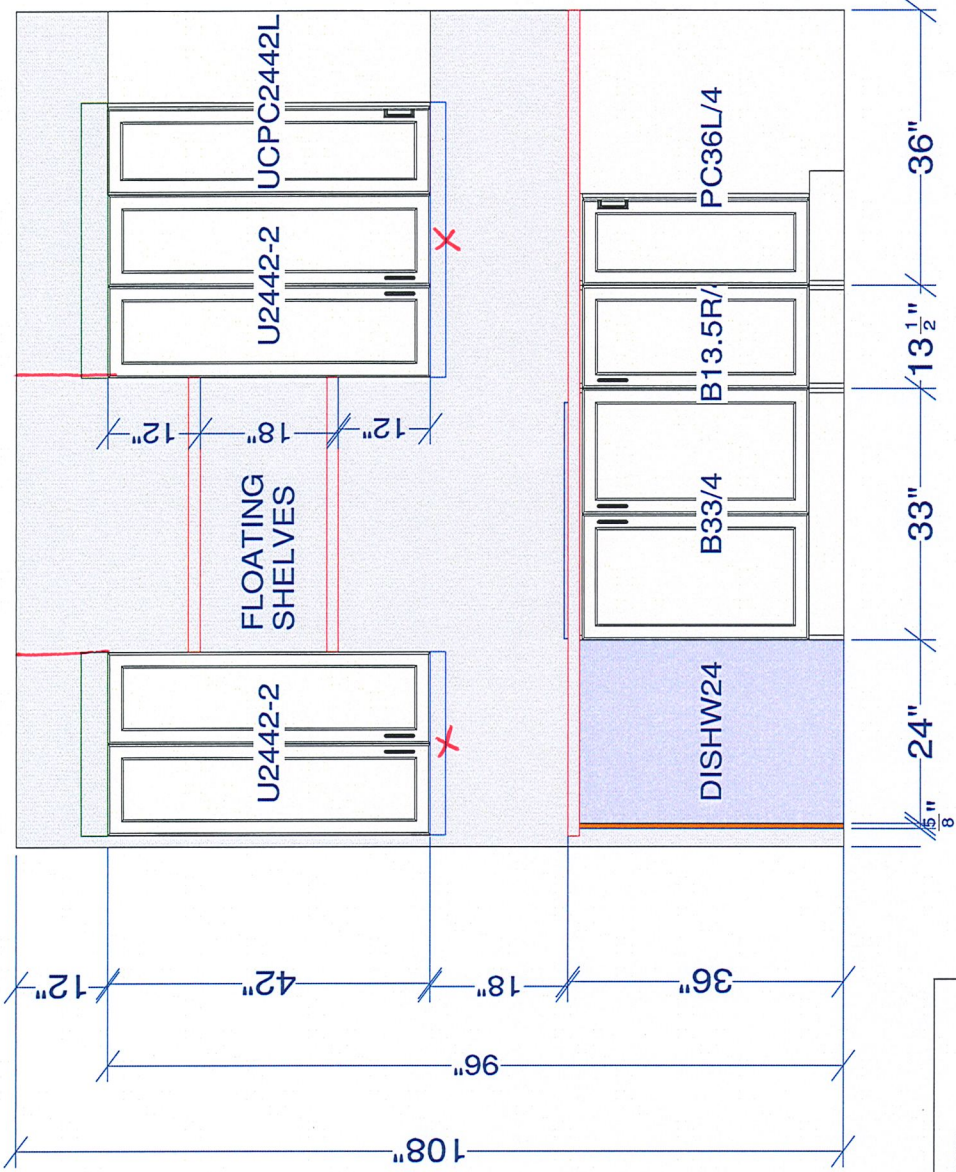 UCPC2442L
U2442-2
U2442-2
12"
18"
12"
FLOATING
SHELVES
PC36L/4
B13.5R/
B33/4
DISHW24
36"
13 1/2"
33"
24"
5/8"
12"
42"
18"
36"
96"
108"